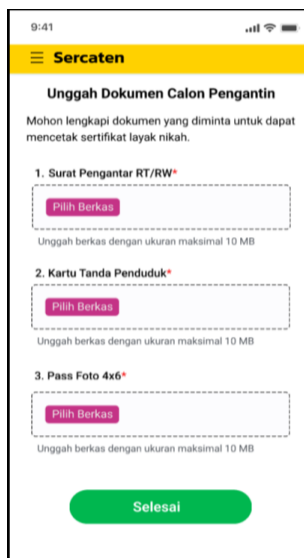 9:41
Sercaten
Unggah Dokumen Calon Pengantin
Mohon lengkapi dokumen yang diminta untuk dapat
mencetak sertifikat layak nikah.
1. Surat Pengantar RT/RW*
Pilih Berkas
Unggah berkas dengan ukuran maksimal 10 MB
2. Kartu Tanda Penduduk*
Pilih Berkas
Unggah berkas dengan ukuran maksimal 10 MB
3. Pass Foto 4x6*
Pilih Berkas
Unggah berkas dengan ukuran maksimal 10 MB
Selesai